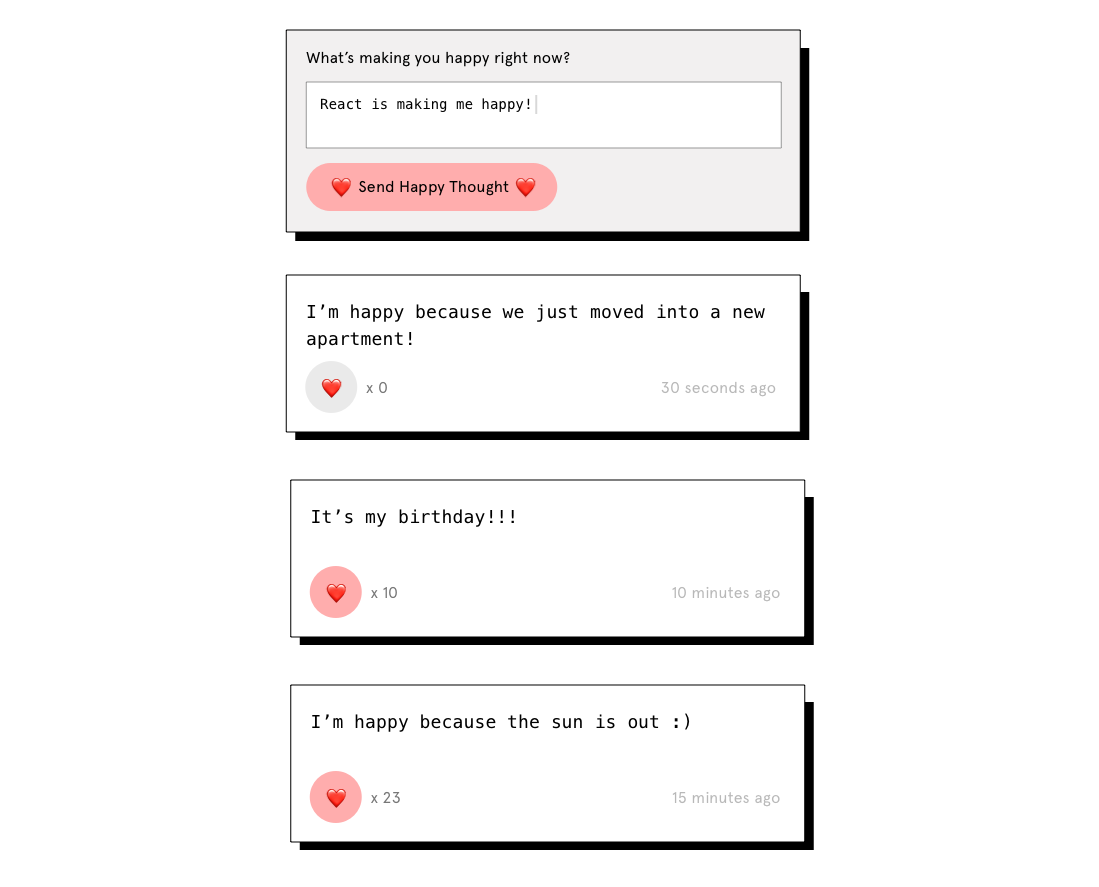 What’s making you happy right now?
React is making me happy!
❤️ Send Happy Thought ❤️
I’m happy because we just moved into a new
apartment!
❤️ x 0 30 seconds ago
It’s my birthday!!!
❤️ x 10 10 minutes ago
I’m happy because the sun is out :)
❤️ x 23 15 minutes ago